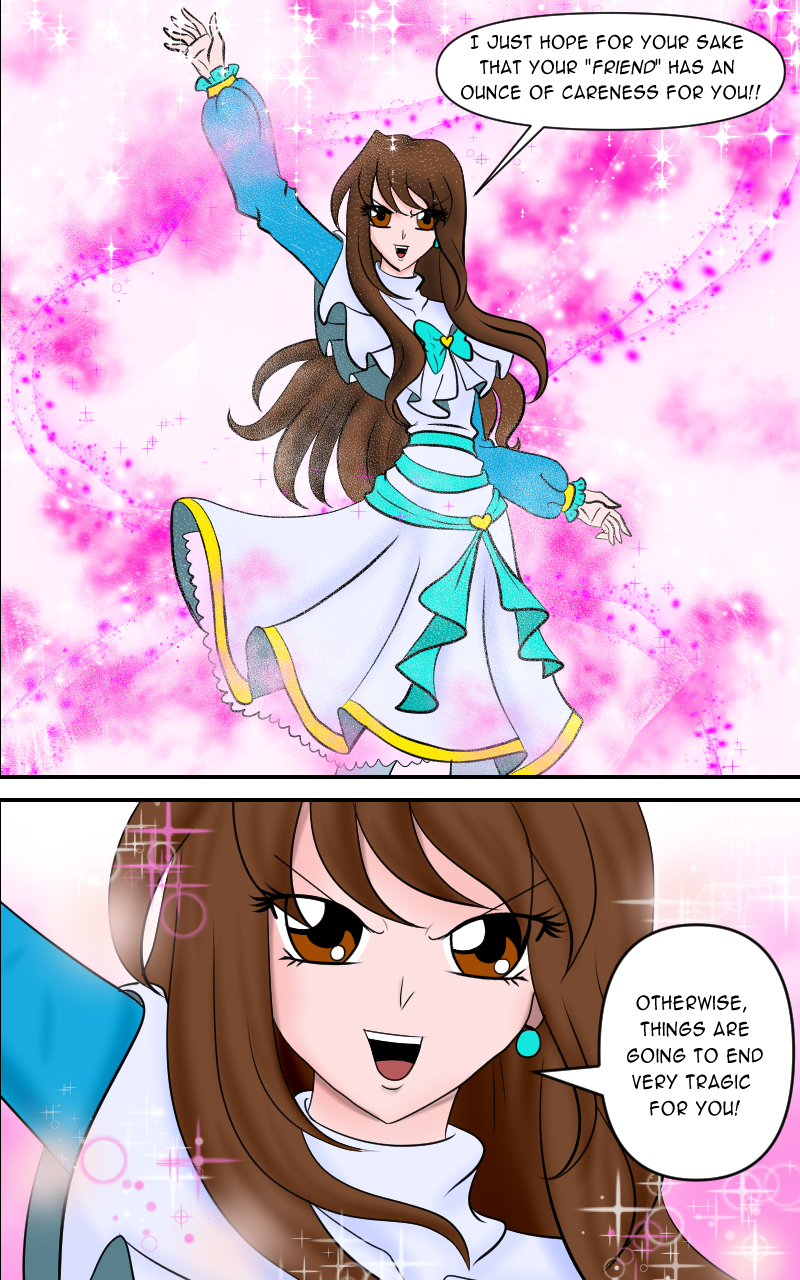 I JUST HOPE FOR YOUR SAKE
THAT YOUR "FRIEND" HAS AN
OUNCE OF CARENESS FOR YOU!!
OTHERWISE,
THINGS ARE
GOING TO END
VERY TRAGIC
FOR YOU!